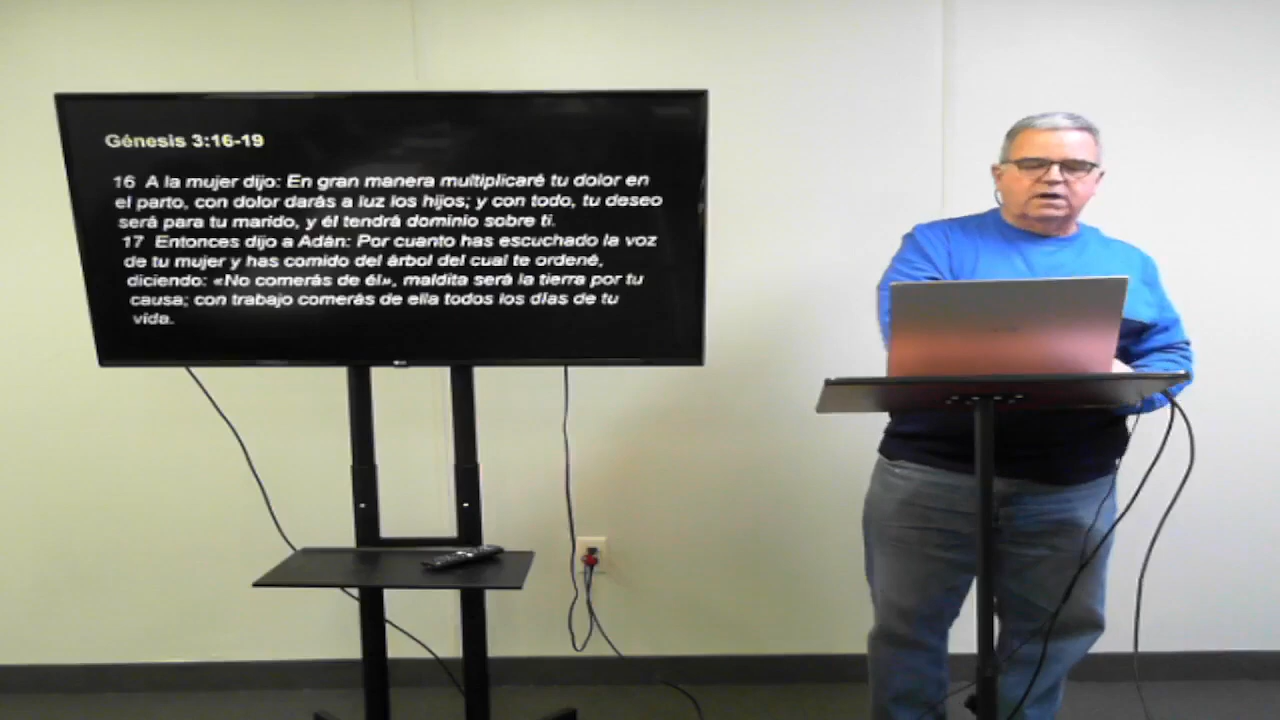 Génesis 3:16-19
16 A la mujer dijo: En gran manera multiplicaré tu dolor en
el parto, con dolor darás a luz los hijos; y con todo, tu deseo
será para tu marido, y él tendrá dominio sobre ti.
17 Entonces dijo a Adán: Por cuanto has escuchado la voz
de tu mujer y has comido del árbol del cual te ordené,
diciendo: «No comerás de él», maldita será la tierra por tu
causa; con trabajo comerás de ella todos los días de tu
vida.